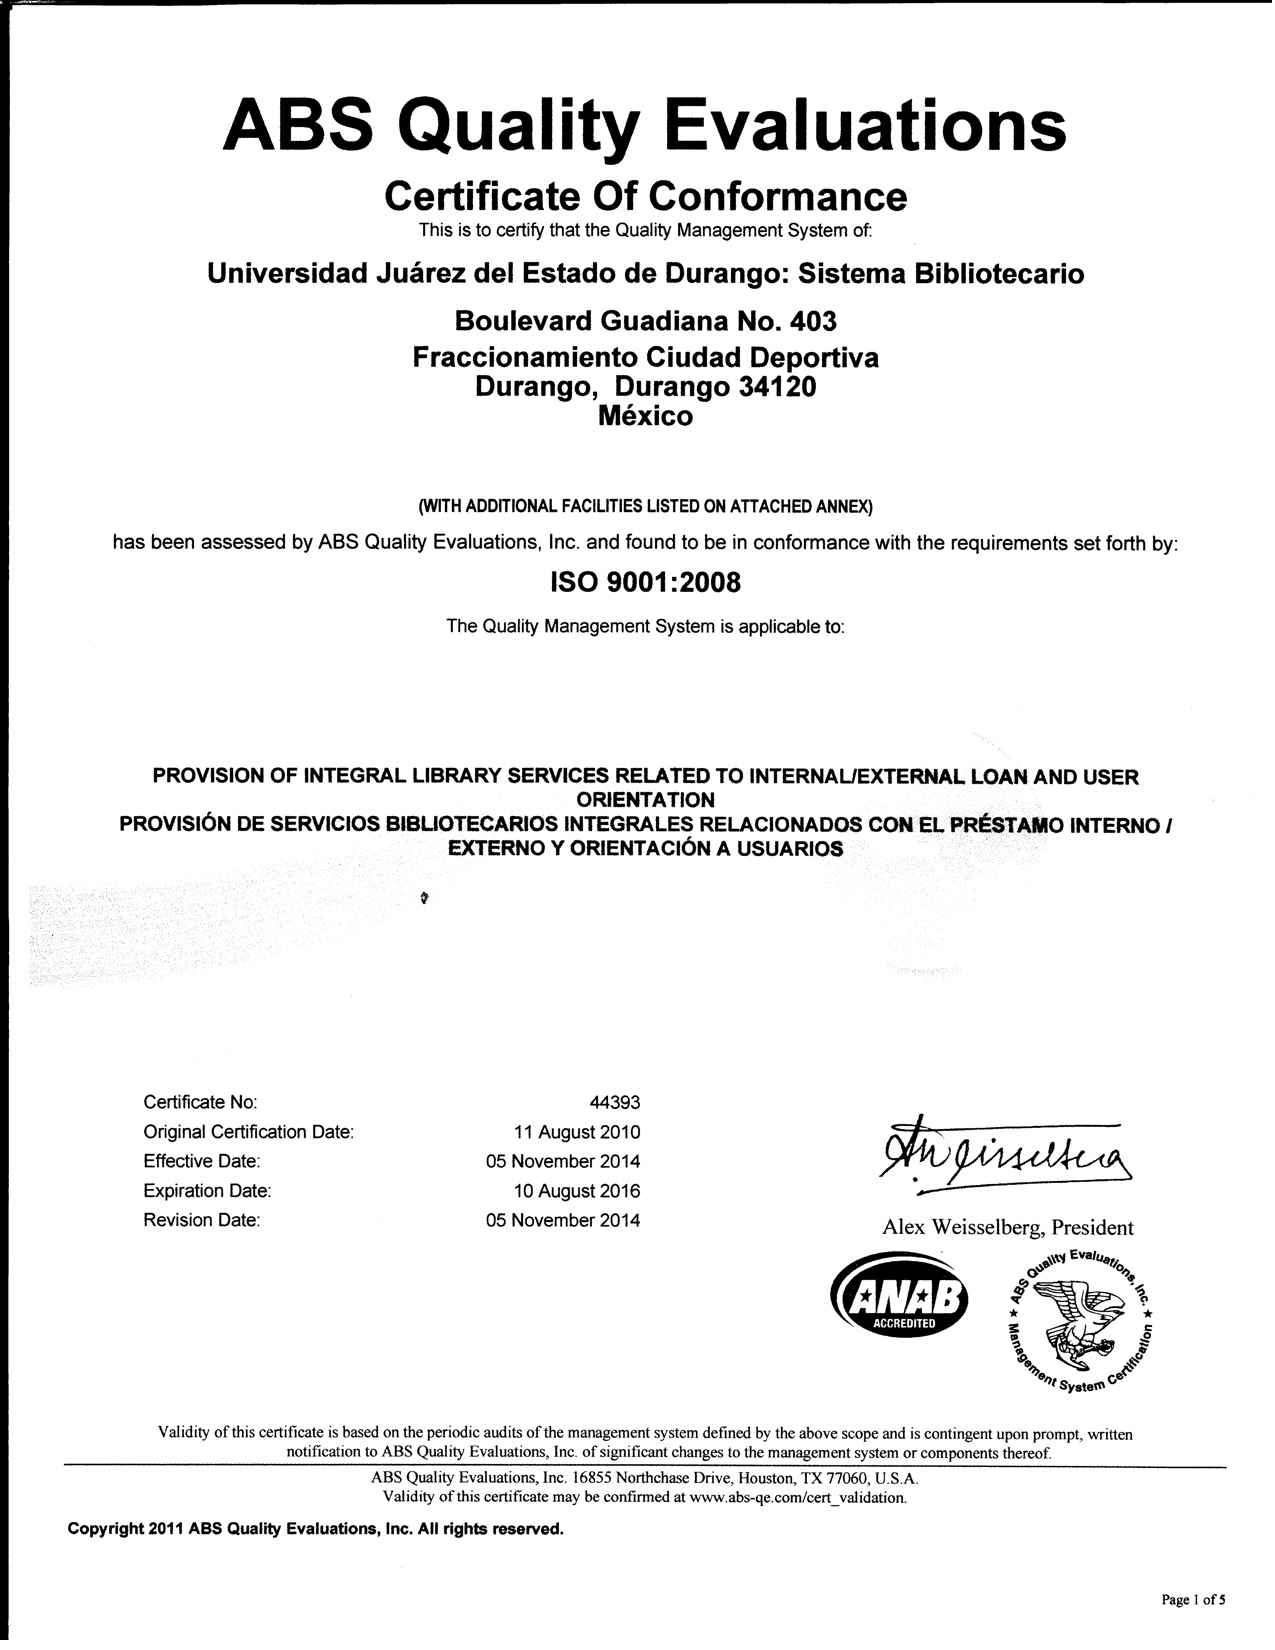 ABS Quality Evaluations
Certificate Of Conformance
This is to certify that the Quality Management System of:
Universidad Juárez del Estado de Durango: Sistema Bibliotecario
Boulevard Guadiana No. 403
Fraccionamiento Ciudad Deportiva
Durango, Durango 34120
México
(WITH ADDITIONAL FACILITIES LISTED ON ATTACHED ANNEX)
has been assessed by ABS Quality Evaluations, Inc. and found to be in conformance with the requirements set forth by:
ISO 9001:2008
The Quality Management System is applicable to:
PROVISION OF INTEGRAL LIBRARY SERVICES RELATED TO INTERNAL/EXTERNAL LOAN AND USER
ORIENTATION
PROVISIÓN DE SERVICIOS BIBLIOTECARIOS INTEGRALES RELACIONADOS CON EL PRÉSTAMO INTERNO /
EXTERNO Y ORIENTACIÓN A USUARIOS
Certificate No: 44393
Original Certification Date: 11 August 2010
Effective Date: 05 November 2014
Expiration Date: 10 August 2016
Revision Date: 05 November 2014
Alex Weisselberg, President
ANAB
ACCREDITED
ABS Quality Evaluations, Inc.
Management System Certification
Validity of this certificate is based on the periodic audits of the management system defined by the above scope and is contingent upon prompt, written
notification to ABS Quality Evaluations, Inc. of significant changes to the management system or components thereof.
ABS Quality Evaluations, Inc. 16855 Northchase Drive, Houston, TX 77060, U.S.A.
Validity of this certificate may be confirmed at www.abs-qe.com/cert_validation.
Copyright 2011 ABS Quality Evaluations, Inc. All rights reserved.
Page 1 of 5